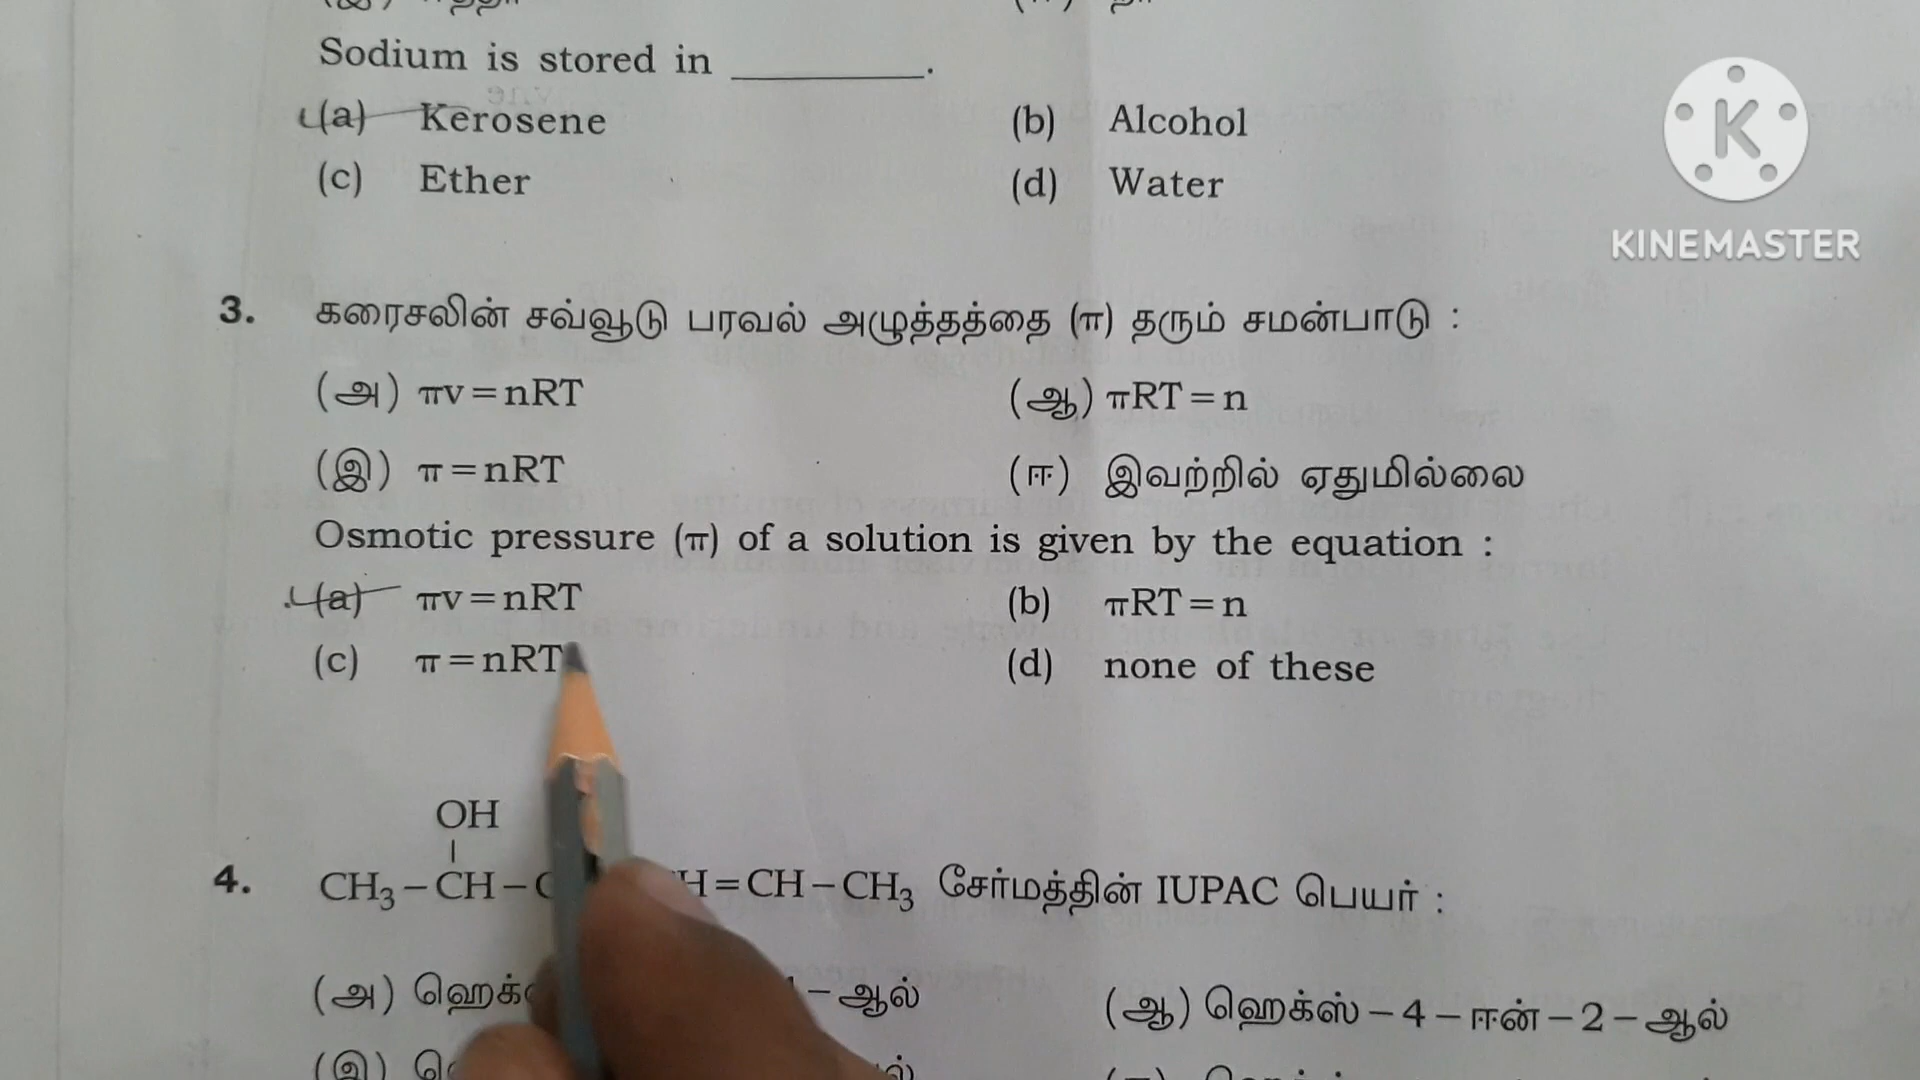 Sodium is stored in ________.
(a) Kerosene (b) Alcohol
(c) Ether (d) Water
K
KINEMASTER
3. கரைசலின் சவ்வூடு பரவல் அழுத்தத்தை (π) தரும் சமன்பாடு :
(அ) πv = nRT (ஆ) πRT = n
(இ) π = nRT (ஈ) இவற்றில் ஏதுமில்லை
Osmotic pressure (π) of a solution is given by the equation :
(a) πv = nRT (b) πRT = n
(c) π = nRT (d) none of these
OH
4. CH₃ – CH – CH = CH – CH₃ சேர்மத்தின் IUPAC பெயர் :
(அ) – ஆல் (ஆ) ஹெக்ஸ் – 4 – ஈன் – 2 – ஆல்
(இ)